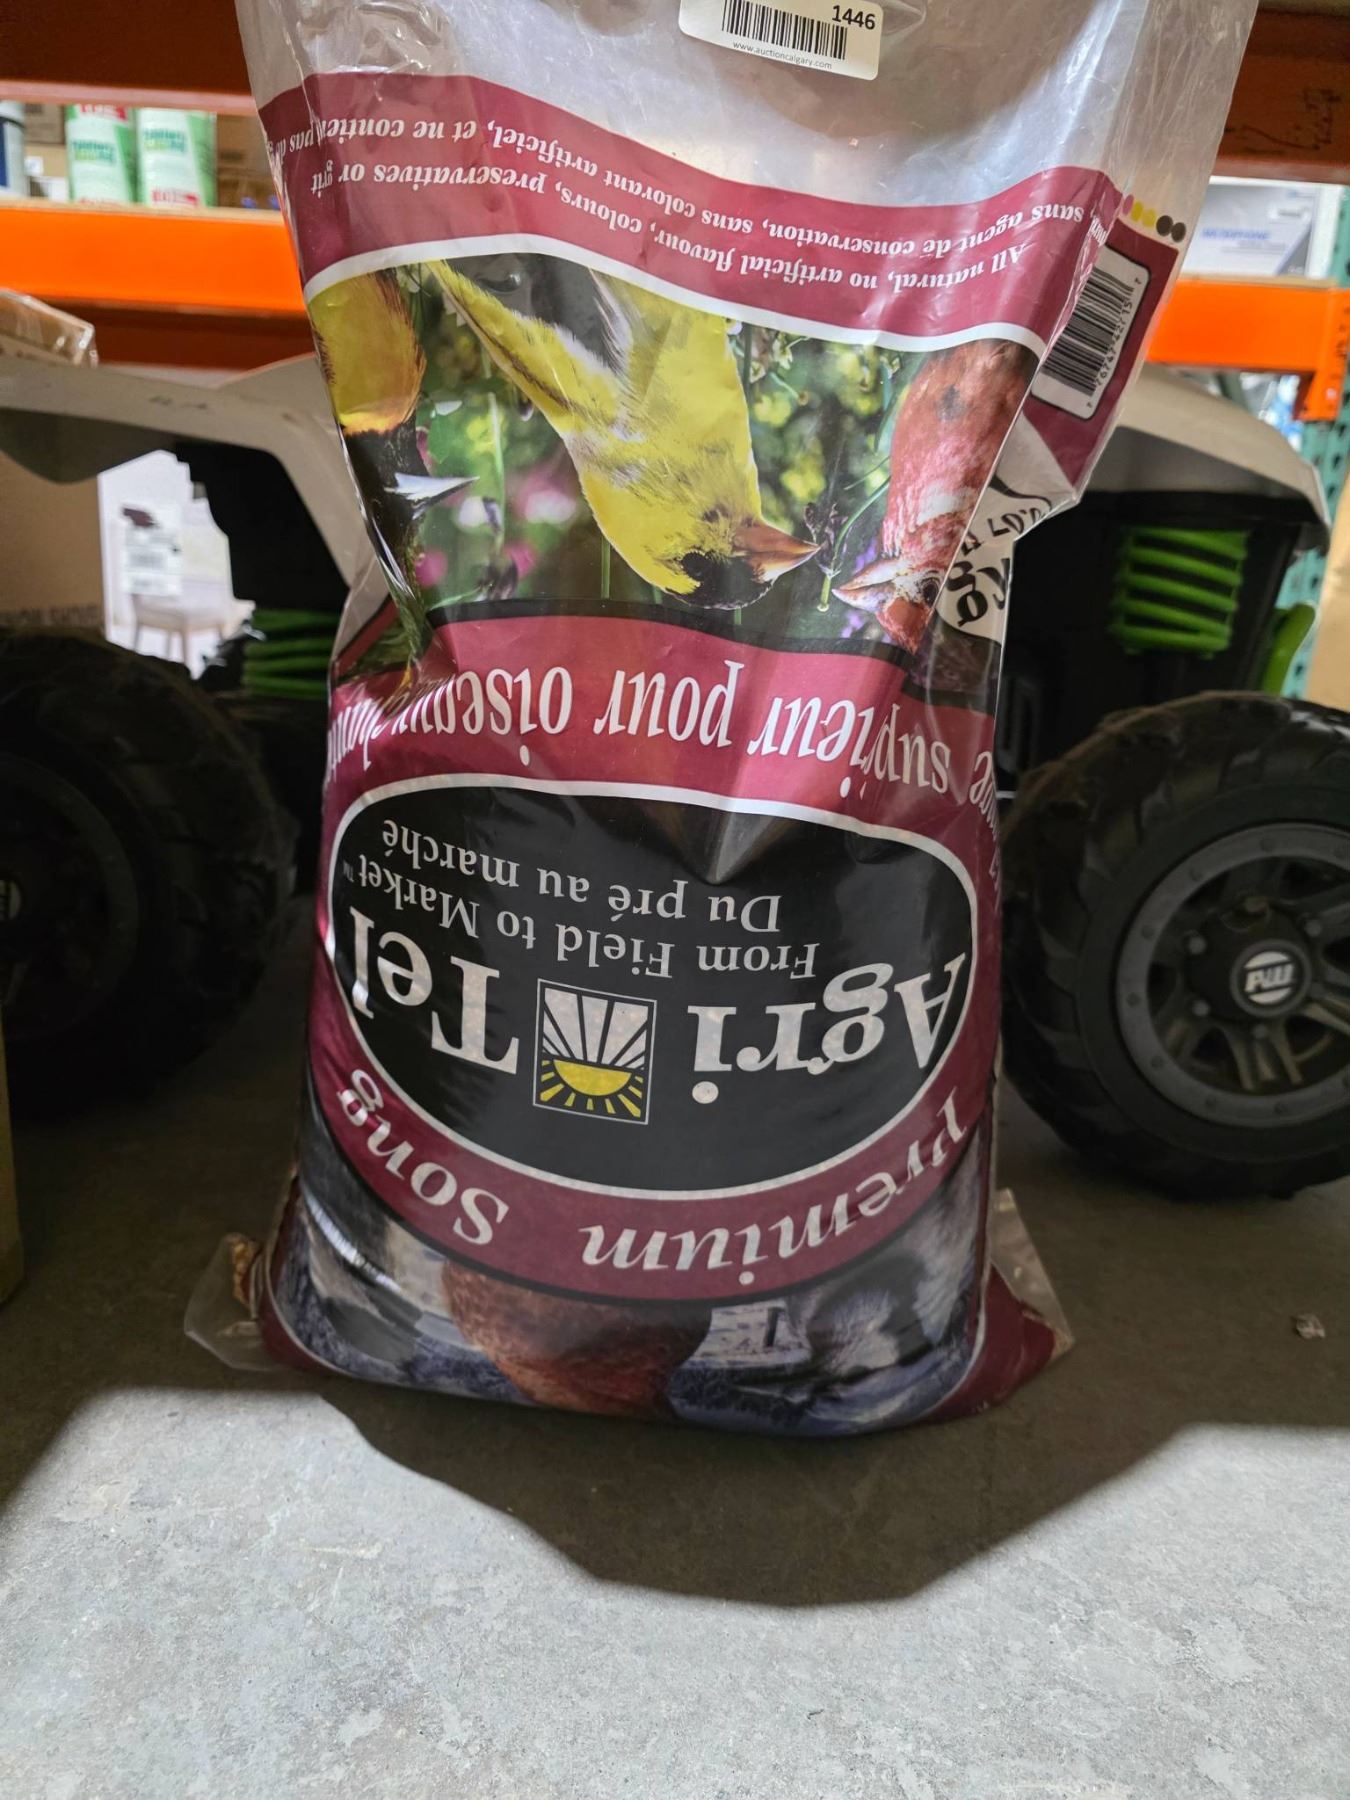 1446
www.auctioncalgary.com
Premium Song
Agri Tel
From Field to Market™
Du pré au marché
supérieur pour oiseaux
All natural, no artificial flavour, colours, preservatives or grit
sans agent de conservation, sans colorant artificiel, et ne contient pas de